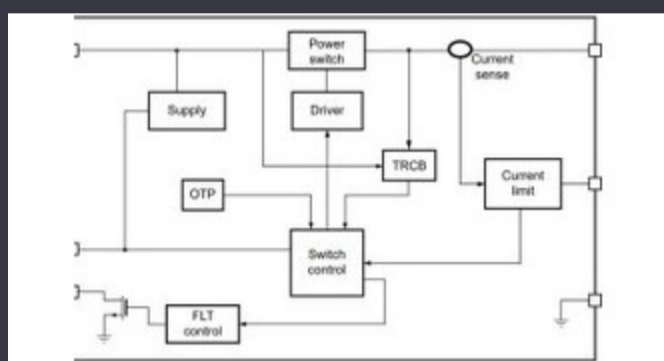 Power
switch
Current
sense
Supply
Driver
TRCB
Current
limit
OTP
Switch
control
FLT
control